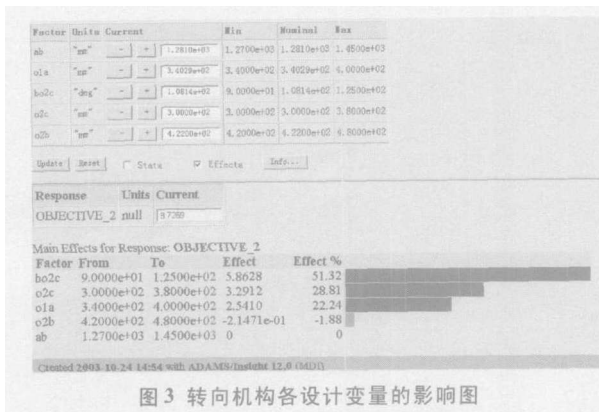 Factor Units Current Min Nominal Max
ab "mm" - + 1.2810e+03 1.2700e+03 1.2810e+03 1.4500e+03
o1a "mm" - + 3.4029e+02 3.4000e+02 3.4029e+02 4.0000e+02
bo2c "deg" - + 1.0814e+02 9.0000e+01 1.0814e+02 1.2500e+02
o2c "mm" - + 3.0000e+02 3.0000e+02 3.0000e+02 3.8000e+02
o2b "mm" - + 4.2200e+02 4.2000e+02 4.2200e+02 4.8000e+02
Update Reset Stats Effects Info...
Response Units Current
OBJECTIVE_2 null 9.7260
Main Effects for Response: OBJECTIVE_2
Factor From To Effect Effect %
bo2c 9.0000e+01 1.2500e+02 5.8628 51.32
o2c 3.0000e+02 3.8000e+02 3.2912 28.81
o1a 3.4000e+02 4.0000e+02 2.5410 22.24
o2b 4.2000e+02 4.8000e+02 -2.1471e-01 -1.88
ab 1.2700e+03 1.4500e+03 0 0
Created 2003-10-24 14:54 with ADAMS/Insight 12.0 (MDI)
图3 转向机构各设计变量的影响图